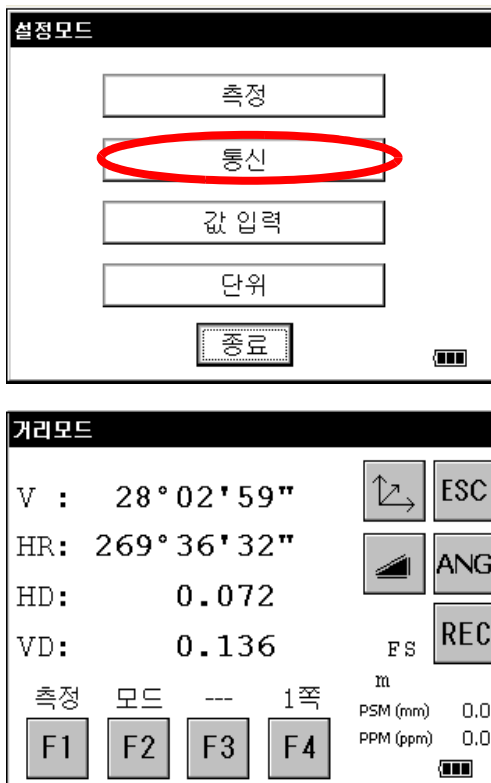 설정모드
측정
통신
값 입력
단위
종료
거리모드
V : 28°02'59"
ESC
HR: 269°36'32"
ANG
HD: 0.072
VD: 0.136
FS
REC
m
측정 모드 --- 1쪽
PSM (mm) 0.0
F1 F2 F3 F4
PPM (ppm) 0.0